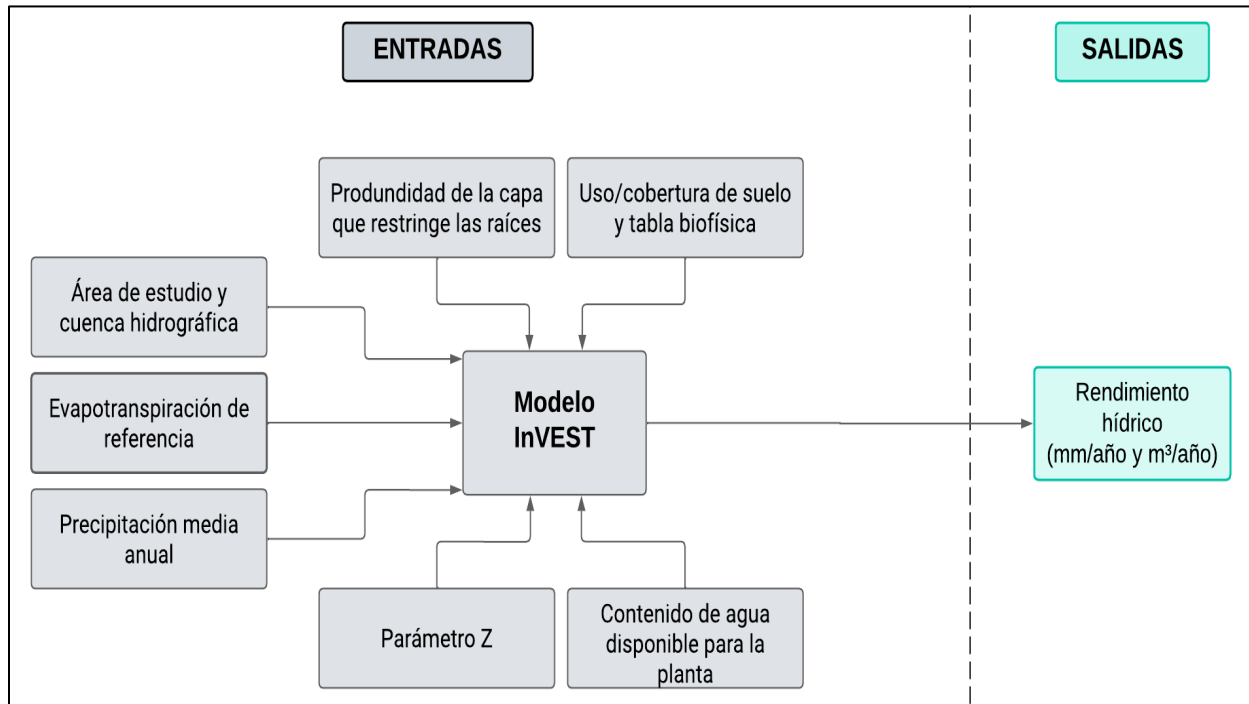 ENTRADAS
SALIDAS
Produndidad de la capa
que restringe las raíces
Uso/cobertura de suelo
y tabla biofísica
Área de estudio y
cuenca hidrográfica
Evapotranspiración de
referencia
Precipitación media
anual
Modelo
InVEST
Rendimiento
hídrico
(mm/año y m³/año)
Parámetro Z
Contenido de agua
disponible para la
planta